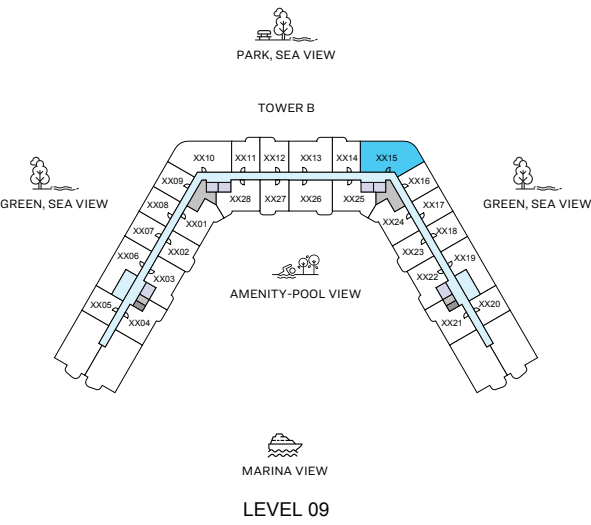 PARK, SEA VIEW
TOWER B
XX10
XX11
XX12
XX13
XX14
XX15
XX09
XX16
XX28
XX27
XX26
XX25
GREEN, SEA VIEW
GREEN, SEA VIEW
XX08
XX17
XX01
XX24
XX07
XX18
XX02
XX23
XX06
XX19
XX03
XX22
AMENITY-POOL VIEW
XX05
XX20
XX04
XX21
MARINA VIEW
LEVEL 09